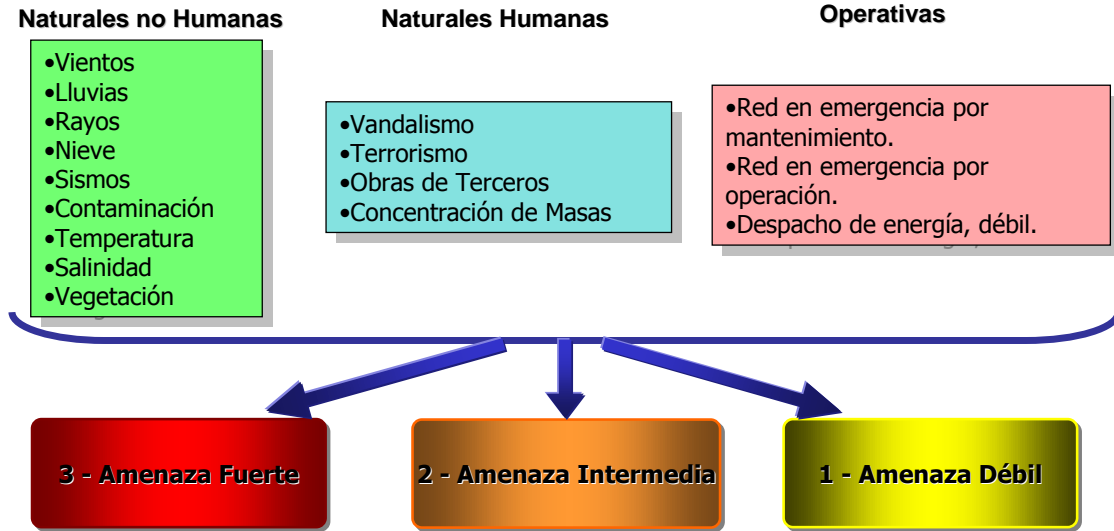 Naturales no Humanas
•Vientos
•Lluvias
•Rayos
•Nieve
•Sismos
•Contaminación
•Temperatura
•Salinidad
•Vegetación
Naturales Humanas
•Vandalismo
•Terrorismo
•Obras de Terceros
•Concentración de Masas
Operativas
•Red en emergencia por
mantenimiento.
•Red en emergencia por
operación.
•Despacho de energía, débil.
3 - Amenaza Fuerte
2 - Amenaza Intermedia
1 - Amenaza Débil